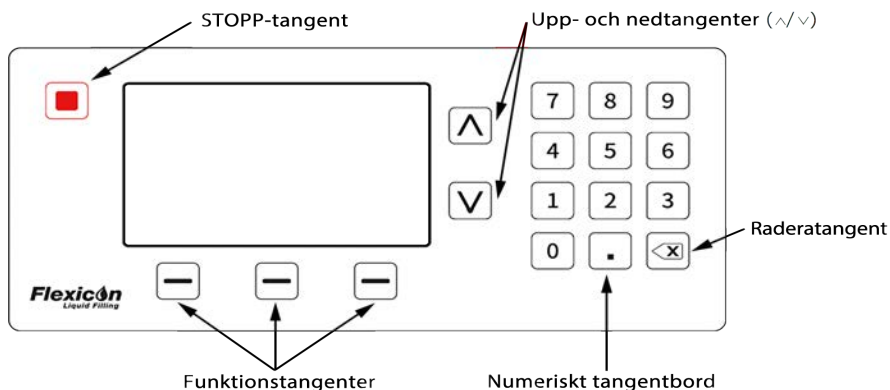 STOPP-tangent
Upp- och nedtangenter (∧/∨)
7 8 9
4 5 6
1 2 3
0 .
Raderatangent
Flexicon
Liquid Filling
Funktionstangenter
Numeriskt tangentbord